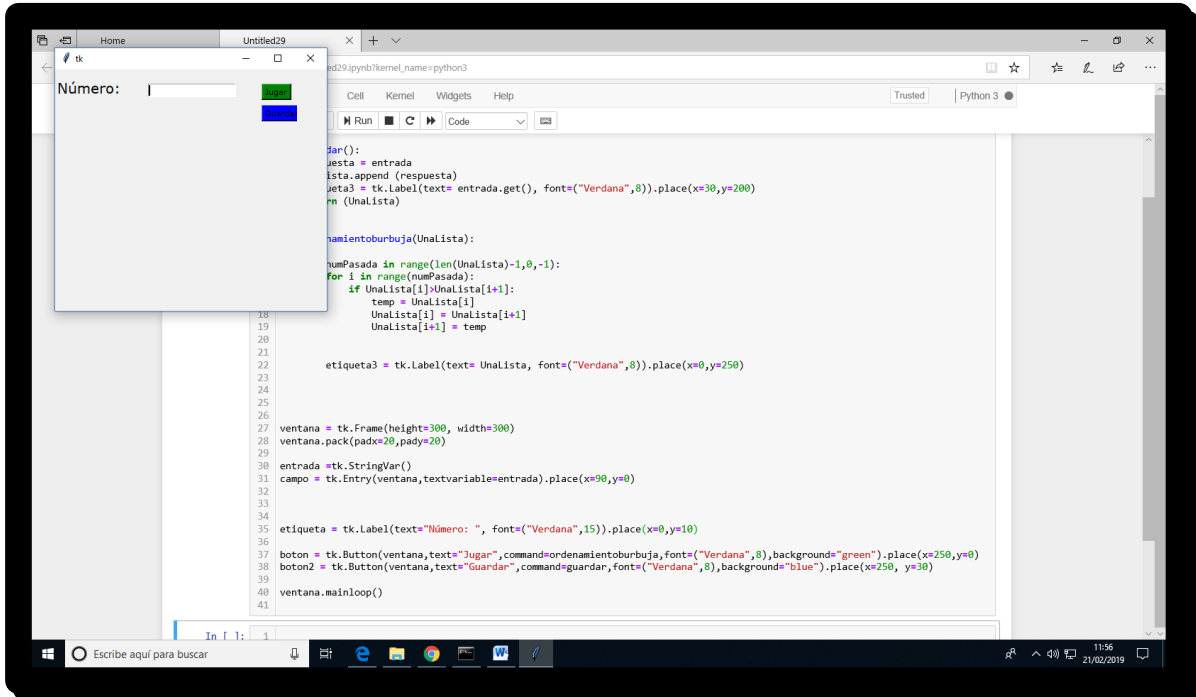 Home
Untitled29
tk
ed29.ipynb?kernel_name=python3
Número:
Jugar
Guardar
Cell Kernel Widgets Help
Trusted
Python 3
Run
Code
dar():
uesta = entrada
ista.append (respuesta)
ueta3 = tk.Label(text= entrada.get(), font=("Verdana",8)).place(x=30,y=200)
rn (UnaLista)
namientoburbuja(UnaLista):
numPasada in range(len(UnaLista)-1,0,-1):
for i in range(numPasada):
if UnaLista[i]>UnaLista[i+1]:
temp = UnaLista[i]
18 UnaLista[i] = UnaLista[i+1]
19 UnaLista[i+1] = temp
20
21
22 etiqueta3 = tk.Label(text= UnaLista, font=("Verdana",8)).place(x=0,y=250)
23
24
25
26
27 ventana = tk.Frame(height=300, width=300)
28 ventana.pack(padx=20,pady=20)
29
30 entrada =tk.StringVar()
31 campo = tk.Entry(ventana,textvariable=entrada).place(x=90,y=0)
32
33
34
35 etiqueta = tk.Label(text="Número: ", font=("Verdana",15)).place(x=0,y=10)
36
37 boton = tk.Button(ventana,text="Jugar",command=ordenamientoburbuja,font=("Verdana",8),background="green").place(x=250,y=0)
38 boton2 = tk.Button(ventana,text="Guardar",command=guardar,font=("Verdana",8),background="blue").place(x=250, y=30)
39
40 ventana.mainloop()
41
In [ ]: 1
Escribe aquí para buscar
11:56
21/02/2019